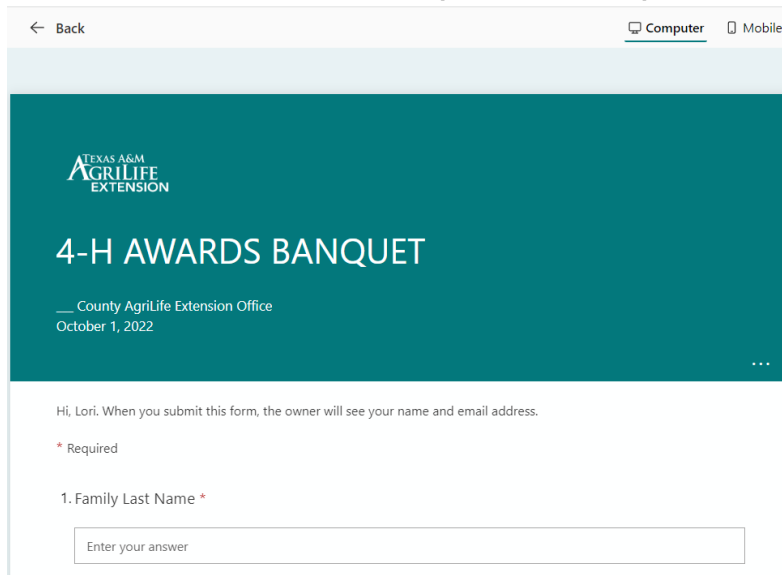 Back
Computer
Mobile
TEXAS A&M
AGRILIFE
EXTENSION
4-H AWARDS BANQUET
___ County AgriLife Extension Office
October 1, 2022
...
Hi, Lori. When you submit this form, the owner will see your name and email address.
* Required
1. Family Last Name *
Enter your answer